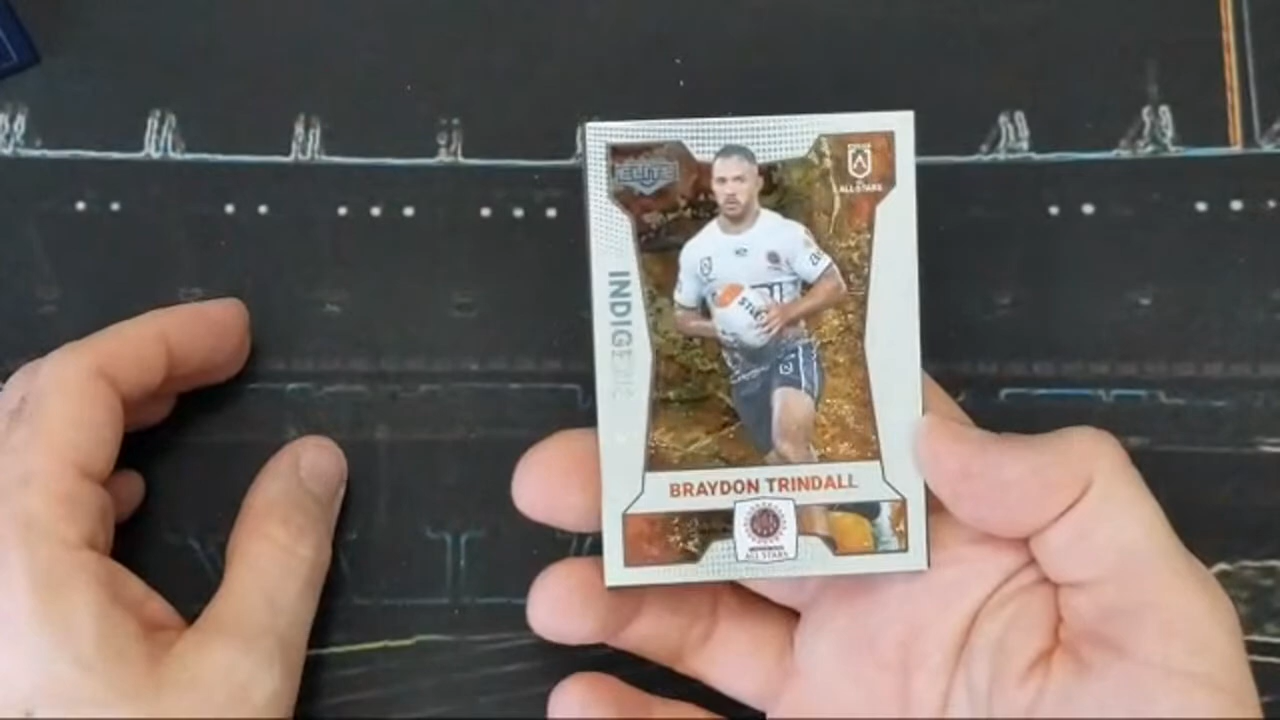 ELITE
ALL STARS
INDIGENOUS
BRAYDON TRINDALL
ALL STARS